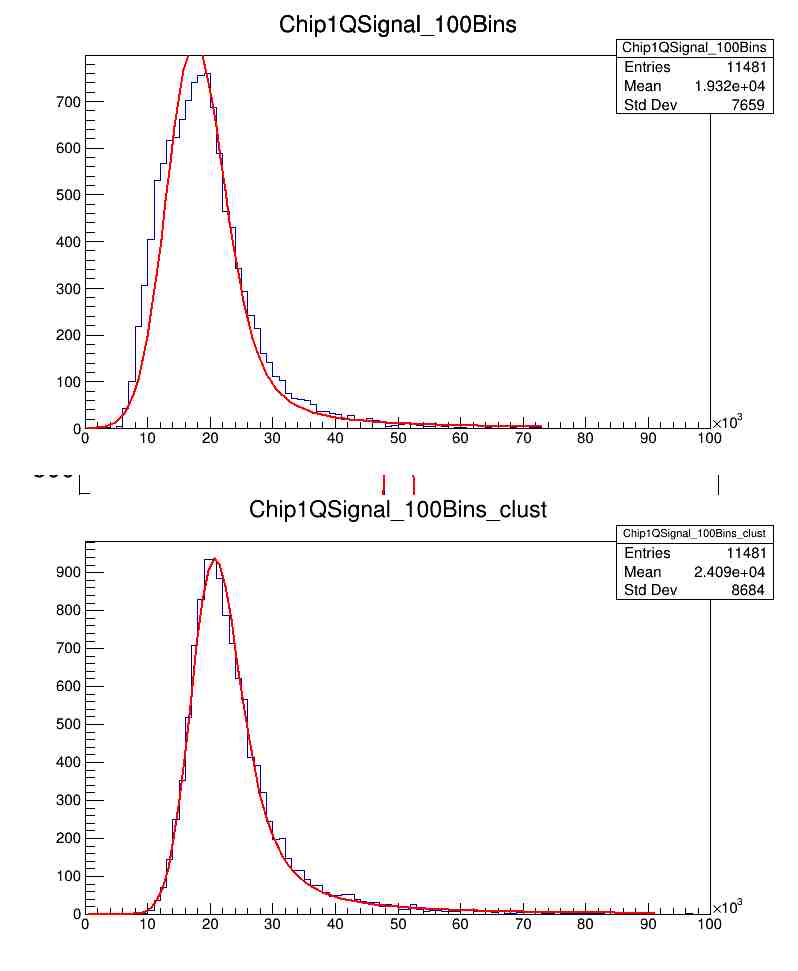 Chip1QSignal_100Bins
Chip1QSignal_100Bins
Entries 11481
Mean 1.932e+04
Std Dev 7659
700
600
500
400
300
200
100
0
0 10 20 30 40 50 60 70 80 90 100
×10³
Chip1QSignal_100Bins_clust
Chip1QSignal_100Bins_clust
Entries 11481
Mean 2.409e+04
Std Dev 8684
900
800
700
600
500
400
300
200
100
0
0 10 20 30 40 50 60 70 80 90 100
×10³